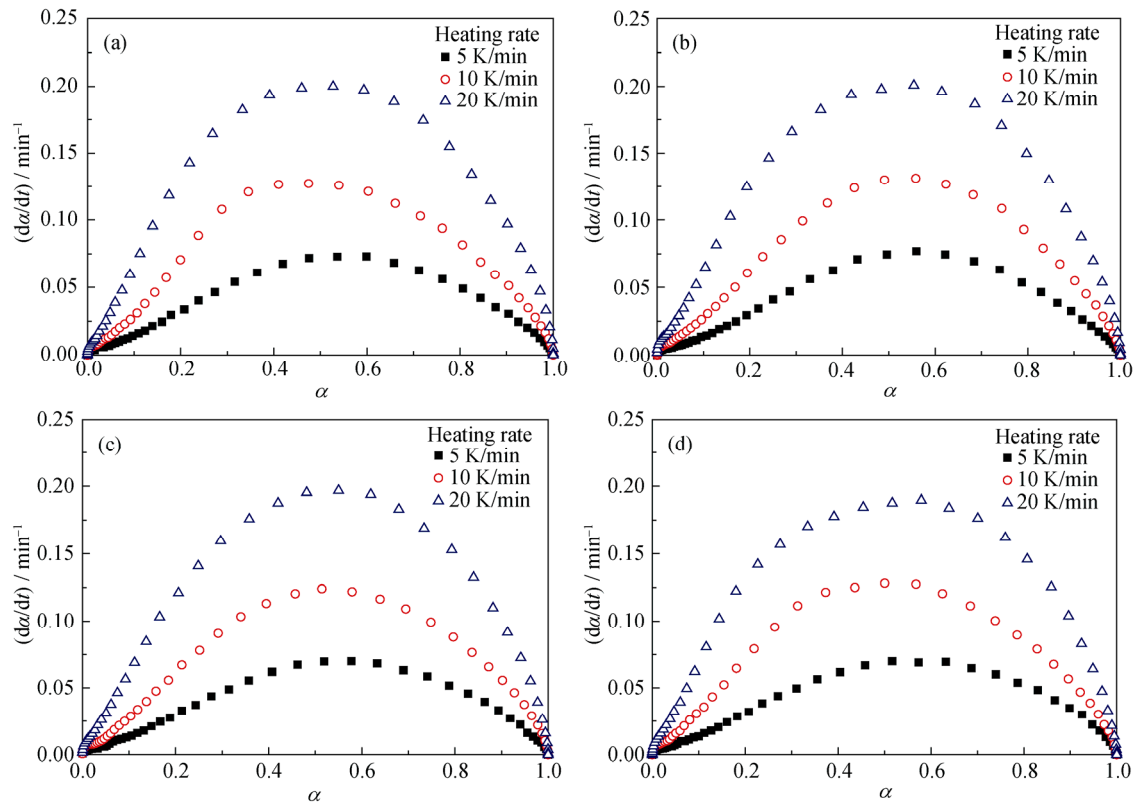 (a)
Heating rate
5 K/min
10 K/min
20 K/min
(dα/dt) / min⁻¹
0.25
0.20
0.15
0.10
0.05
0.00
0.0 0.2 0.4 0.6 0.8 1.0
α
(b)
Heating rate
5 K/min
10 K/min
20 K/min
(dα/dt) / min⁻¹
0.25
0.20
0.15
0.10
0.05
0.00
0.0 0.2 0.4 0.6 0.8 1.0
α
(c)
Heating rate
5 K/min
10 K/min
20 K/min
(dα/dt) / min⁻¹
0.25
0.20
0.15
0.10
0.05
0.00
0.0 0.2 0.4 0.6 0.8 1.0
α
(d)
Heating rate
5 K/min
10 K/min
20 K/min
(dα/dt) / min⁻¹
0.25
0.20
0.15
0.10
0.05
0.00
0.0 0.2 0.4 0.6 0.8 1.0
α